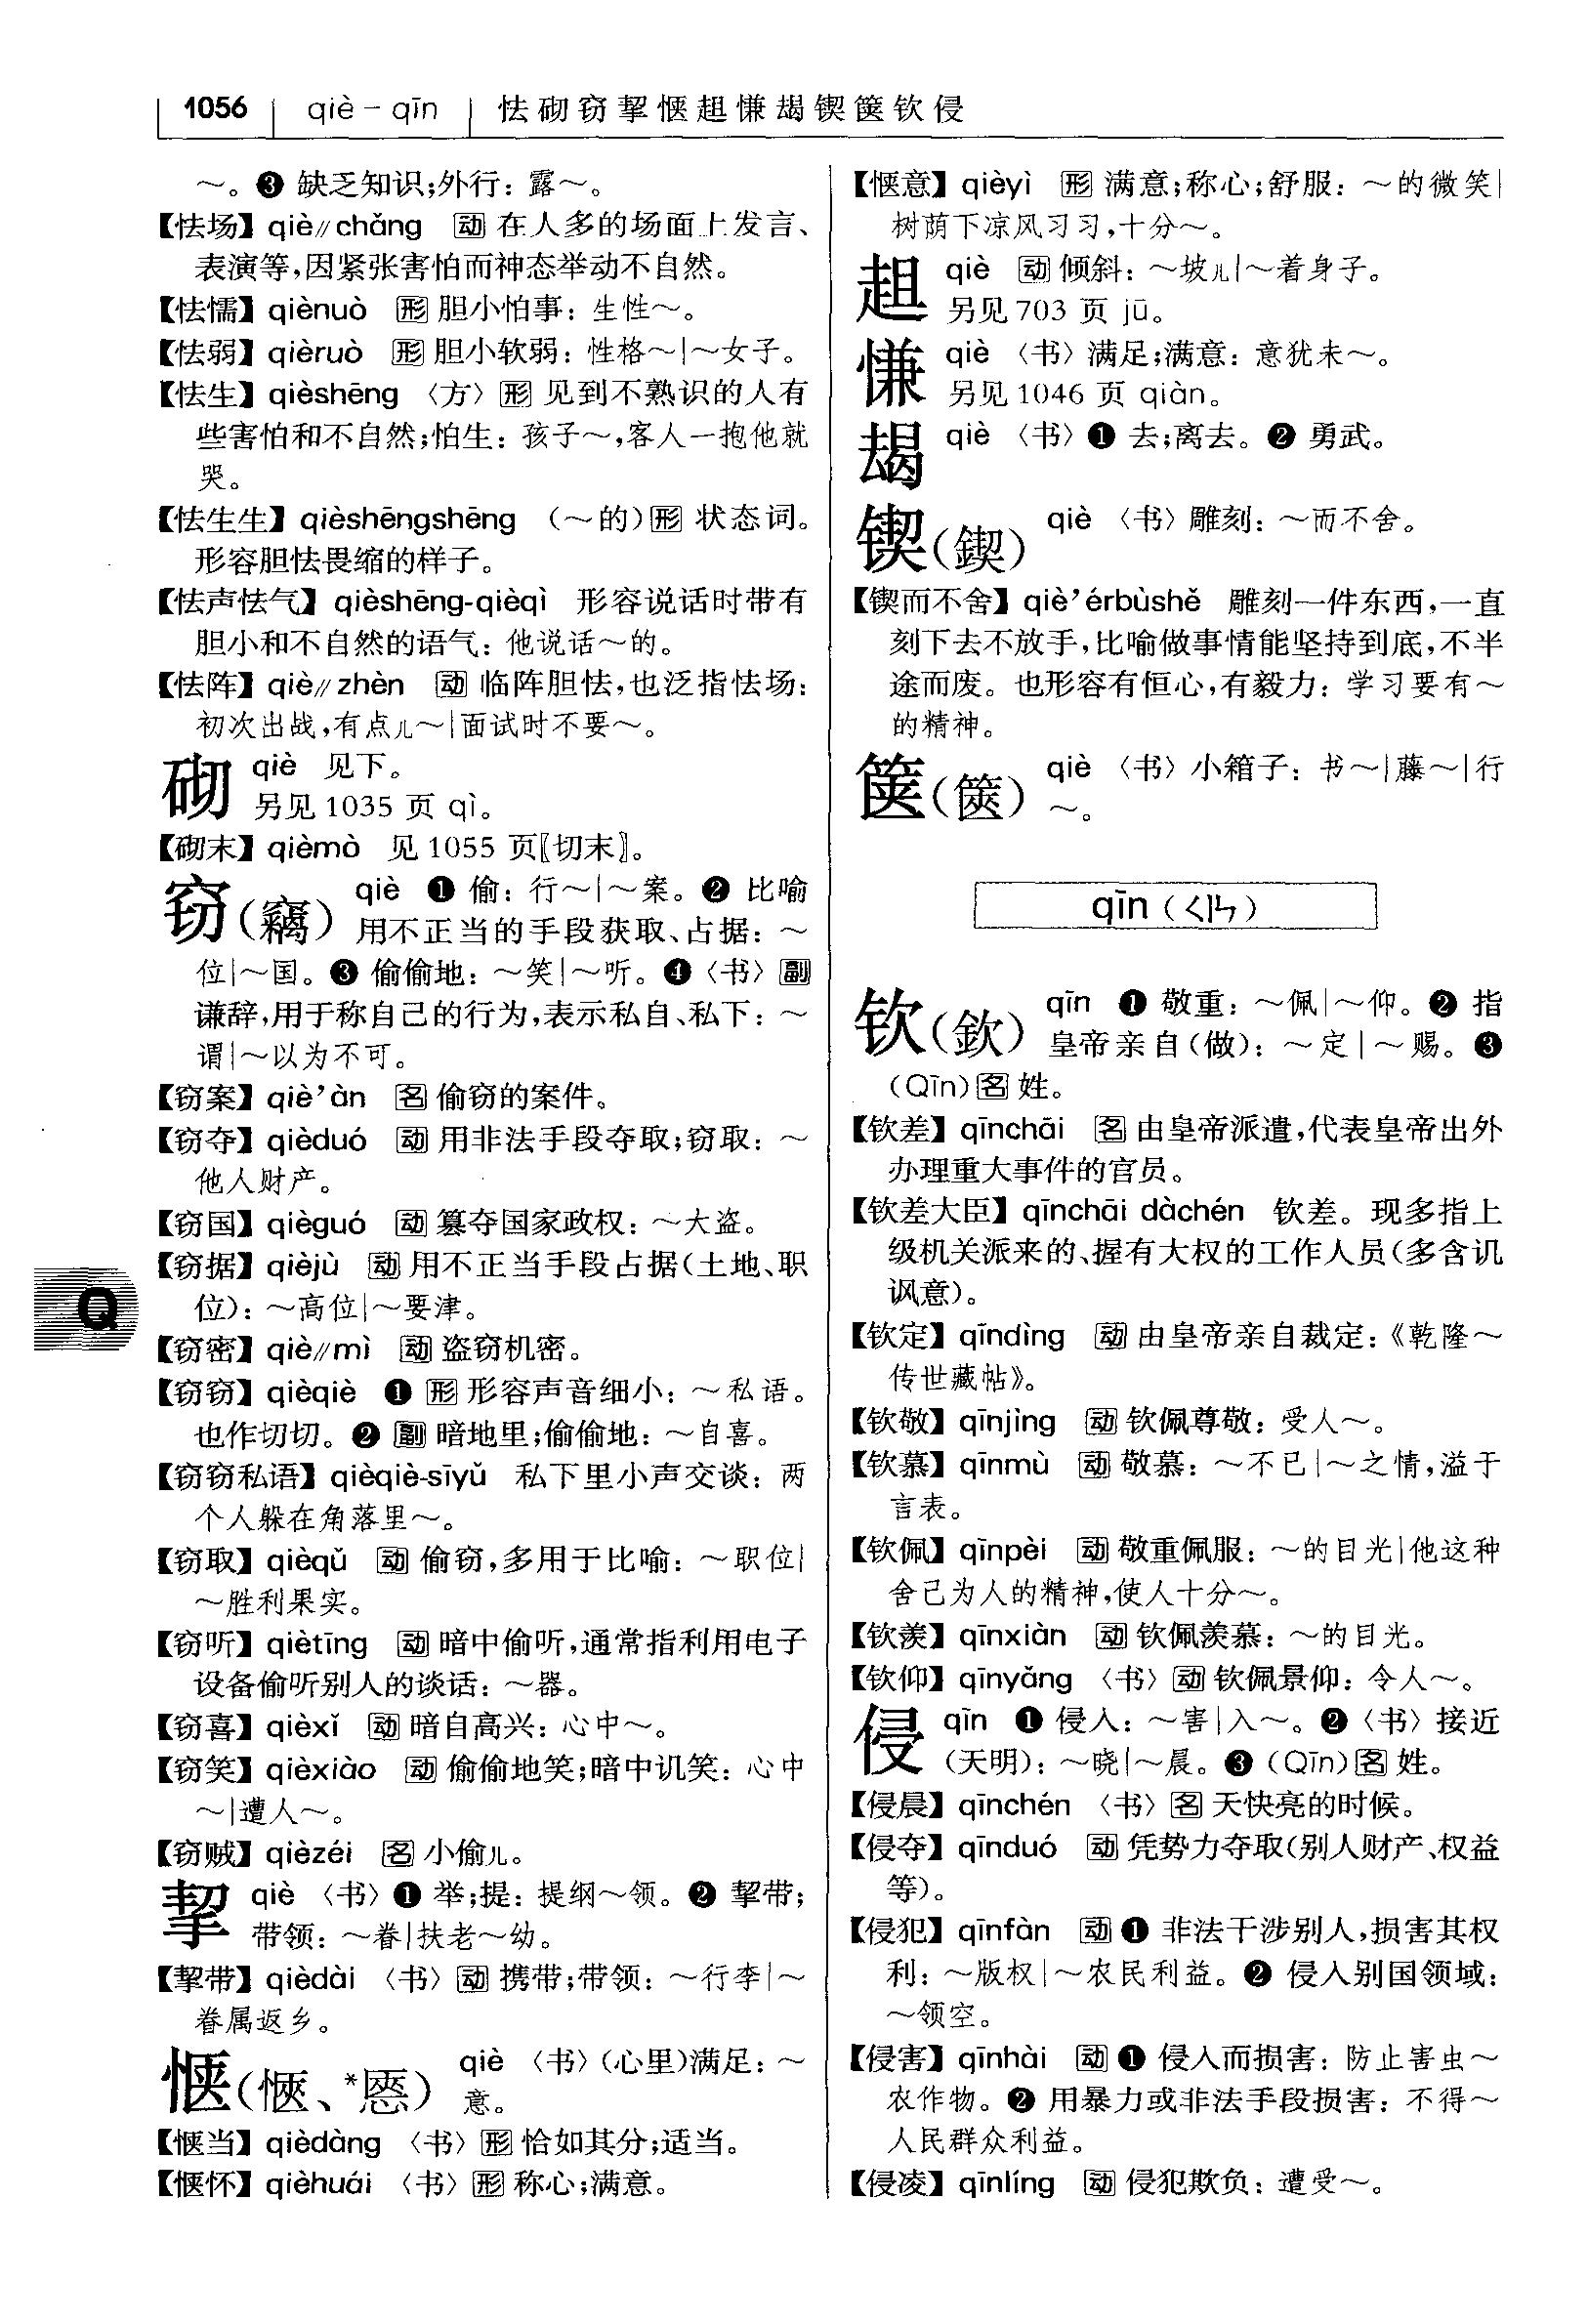 1056 qiè－qīn 怯砌窃挈惬趄慊朅锲箧钦侵
～。❸ 缺乏知识;外行：露～。
【怯场】qiè∥chǎng 动 在人多的场面上发言、
表演等,因紧张害怕而神态举动不自然。
【怯懦】qiènuò 形 胆小怕事：生性～。
【怯弱】qièruò 形 胆小软弱：性格～|～女子。
【怯生】qièshēng〈方〉形 见到不熟识的人有
些害怕和不自然;怕生：孩子～,客人一抱他就
哭。
【怯生生】qièshēngshēng（～的）形 状态词。
形容胆怯畏缩的样子。
【怯声怯气】qièshēng-qièqì 形容说话时带有
胆小和不自然的语气：他说话～的。
【怯阵】qiè∥zhèn 动 临阵胆怯,也泛指怯场：
初次出战,有点儿～|面试时不要～。
砌 qiè 见下。
另见 1035 页 qì。
【砌末】qièmò 见 1055 页〖切末〗。
窃（竊） qiè ❶ 偷：行～|～案。❷ 比喻
用不正当的手段获取、占据：～
位|～国。❸ 偷偷地：～笑|～听。❹〈书〉副
谦辞,用于称自己的行为,表示私自、私下：～
谓|～以为不可。
【窃案】qiè’àn 名 偷窃的案件。
【窃夺】qièduó 动 用非法手段夺取;窃取：～
他人财产。
【窃国】qièguó 动 篡夺国家政权：～大盗。
【窃据】qièjù 动 用不正当手段占据(土地、职
位)：～高位|～要津。
【窃密】qiè∥mì 动 盗窃机密。
【窃窃】qièqiè ❶ 形 形容声音细小：～私语。
也作切切。❷ 副 暗地里;偷偷地：～自喜。
【窃窃私语】qièqiè-sīyǔ 私下里小声交谈：两
个人躲在角落里～。
【窃取】qièqǔ 动 偷窃,多用于比喻：～职位|
～胜利果实。
【窃听】qiètīng 动 暗中偷听,通常指利用电子
设备偷听别人的谈话：～器。
【窃喜】qièxǐ 动 暗自高兴：心中～。
【窃笑】qièxiào 动 偷偷地笑;暗中讥笑：心中
～|遭人～。
【窃贼】qièzéi 名 小偷儿。
挈 qiè〈书〉❶ 举;提：提纲～领。❷ 挈带;
带领：～眷|扶老～幼。
【挈带】qièdài〈书〉动 携带;带领：～行李|～
眷属返乡。
惬（愜、*㥦） qiè〈书〉(心里)满足：～
意。
【惬当】qièdàng〈书〉形 恰如其分;适当。
【惬怀】qièhuái〈书〉形 称心;满意。
【惬意】qièyì 形 满意;称心;舒服：～的微笑|
树荫下凉风习习,十分～。
趄 qiè 动 倾斜：～坡儿|～着身子。
另见 703 页 jū。
慊 qiè〈书〉满足;满意：意犹未～。
另见 1046 页 qiàn。
朅 qiè〈书〉❶ 去;离去。❷ 勇武。
锲（鍥） qiè〈书〉雕刻：～而不舍。
【锲而不舍】qiè’érbùshě 雕刻一件东西,一直
刻下去不放手,比喻做事情能坚持到底,不半
途而废。也形容有恒心,有毅力：学习要有～
的精神。
箧（篋） qiè〈书〉小箱子：书～|藤～|行
～。
qīn（ㄑㄧㄣ）
钦（欽） qīn ❶ 敬重：～佩|～仰。❷ 指
皇帝亲自(做)：～定|～赐。❸
(Qīn)名 姓。
【钦差】qīnchāi 名 由皇帝派遣,代表皇帝出外
办理重大事件的官员。
【钦差大臣】qīnchāi dàchén 钦差。现多指上
级机关派来的、握有大权的工作人员(多含讥
讽意)。
【钦定】qīndìng 动 由皇帝亲自裁定：《乾隆～
传世藏帖》。
【钦敬】qīnjìng 动 钦佩尊敬：受人～。
【钦慕】qīnmù 动 敬慕：～不已|～之情,溢于
言表。
【钦佩】qīnpèi 动 敬重佩服：～的目光|他这种
舍己为人的精神,使人十分～。
【钦羡】qīnxiàn 动 钦佩羡慕：～的目光。
【钦仰】qīnyǎng〈书〉动 钦佩景仰：令人～。
侵 qīn ❶ 侵入：～害|入～。❷〈书〉接近
(天明)：～晓|～晨。❸ (Qīn)名 姓。
【侵晨】qīnchén〈书〉名 天快亮的时候。
【侵夺】qīnduó 动 凭势力夺取(别人财产、权益
等)。
【侵犯】qīnfàn 动 ❶ 非法干涉别人,损害其权
利：～版权|～农民利益。❷ 侵入别国领域：
～领空。
【侵害】qīnhài 动 ❶ 侵入而损害：防止害虫～
农作物。❷ 用暴力或非法手段损害：不得～
人民群众利益。
【侵凌】qīnlíng 动 侵犯欺负：遭受～。
Q